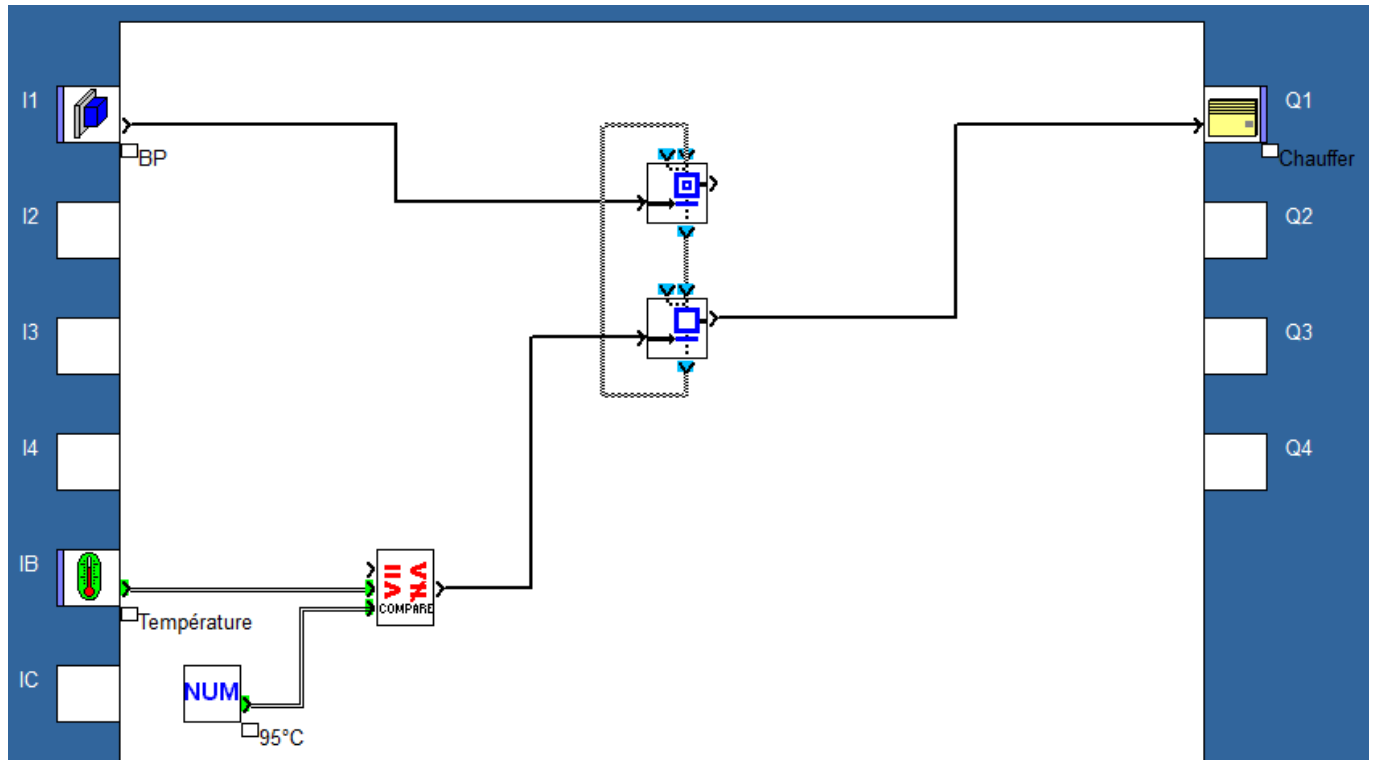 I1
Q1
BP
Chauffer
I2
Q2
I3
Q3
I4
Q4
IB
COMPARE
Température
IC
NUM
95°C